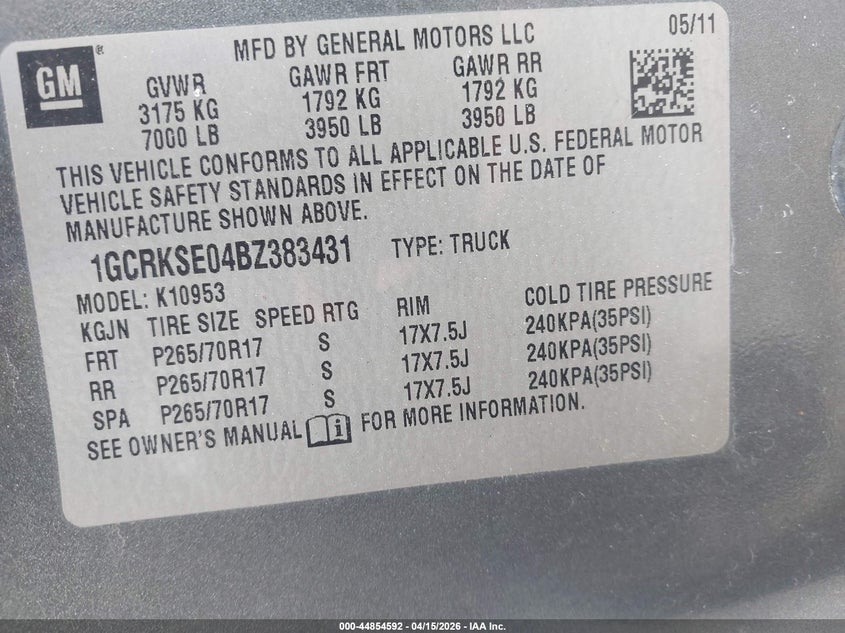 GM ®
MFD BY GENERAL MOTORS LLC 05/11
GVWR GAWR FRT GAWR RR
3175 KG 1792 KG 1792 KG
7000 LB 3950 LB 3950 LB
THIS VEHICLE CONFORMS TO ALL APPLICABLE U.S. FEDERAL MOTOR
VEHICLE SAFETY STANDARDS IN EFFECT ON THE DATE OF
MANUFACTURE SHOWN ABOVE.
1GCRKSE04BZ383431 TYPE: TRUCK
MODEL: K10953
KGJN TIRE SIZE SPEED RTG RIM COLD TIRE PRESSURE
FRT P265/70R17 S 17X7.5J 240KPA(35PSI)
RR P265/70R17 S 17X7.5J 240KPA(35PSI)
SPA P265/70R17 S 17X7.5J 240KPA(35PSI)
SEE OWNER'S MANUAL i FOR MORE INFORMATION.
000-44854592 - 04/15/2026 - IAA Inc.